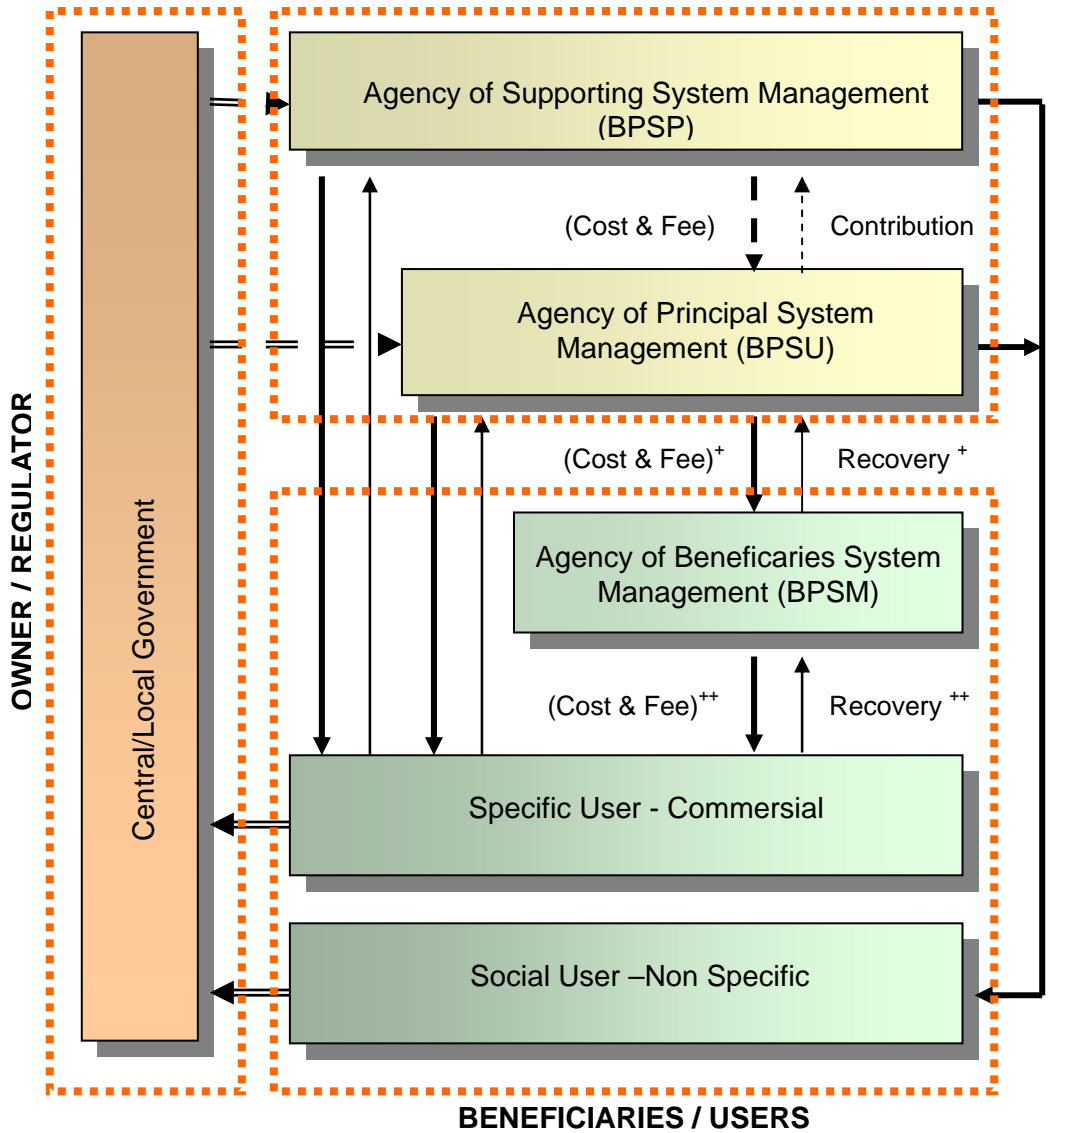 Agency of Supporting System Management
(BPSP)
(Cost & Fee)
Contribution
Agency of Principal System
Management (BPSU)
(Cost & Fee)+
Recovery +
Agency of Beneficaries System
Management (BPSM)
(Cost & Fee)++
Recovery ++
Specific User - Commersial
Social User –Non Specific
OWNER / REGULATOR
Central/Local Government
BENEFICIARIES / USERS